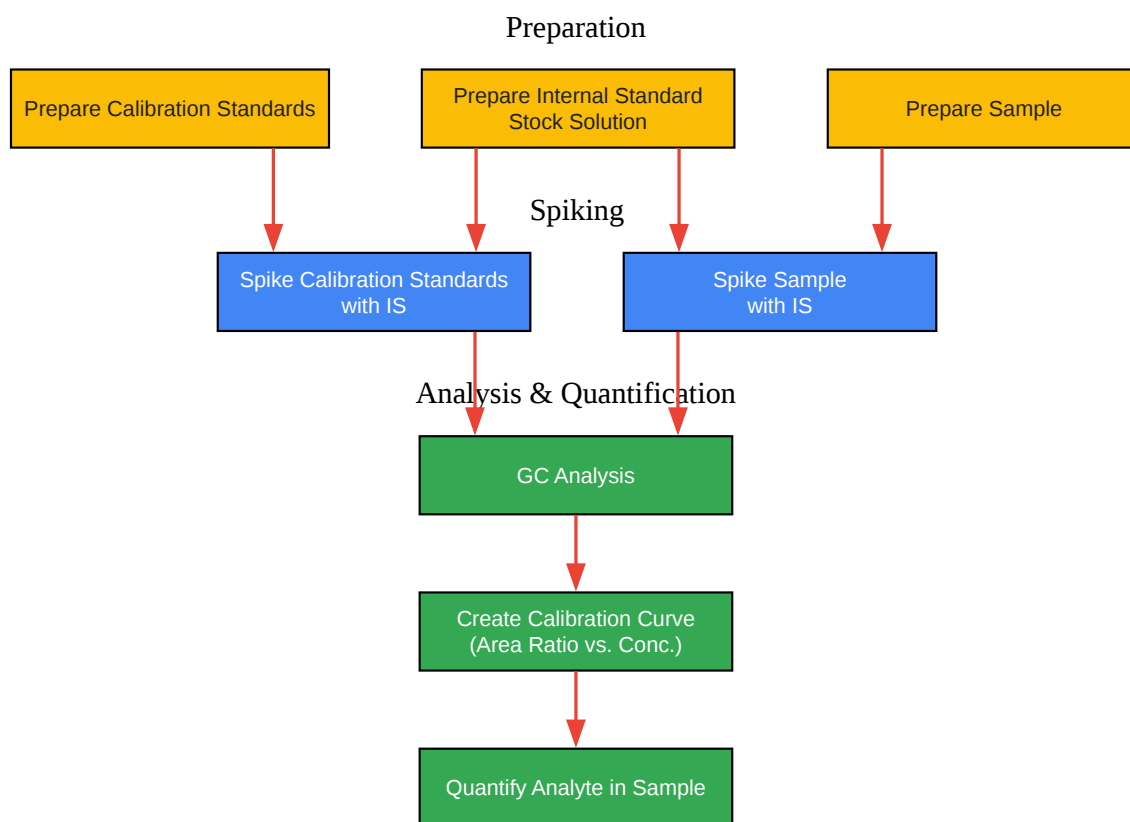 Preparation
Prepare Calibration Standards
Prepare Internal Standard
Stock Solution
Prepare Sample
Spiking
Spike Calibration Standards
with IS
Spike Sample
with IS
Analysis & Quantification
GC Analysis
Create Calibration Curve
(Area Ratio vs. Conc.)
Quantify Analyte in Sample